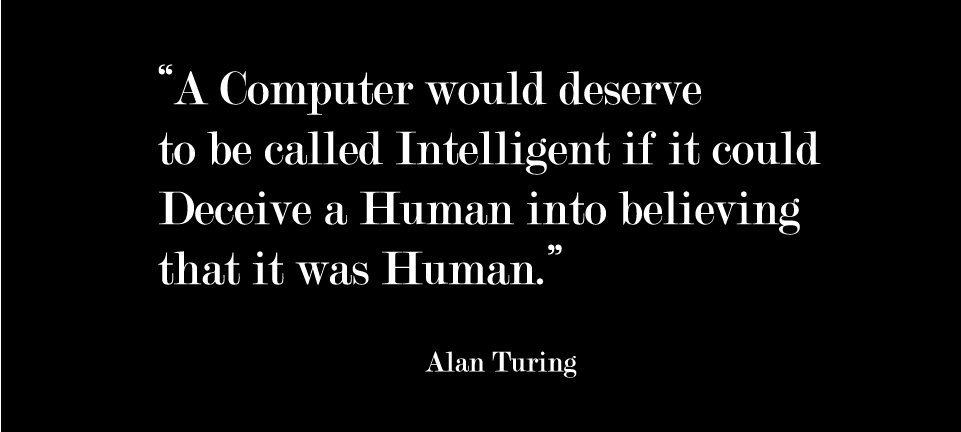 “A Computer would deserve
to be called Intelligent if it could
Deceive a Human into believing
that it was Human.”
Alan Turing